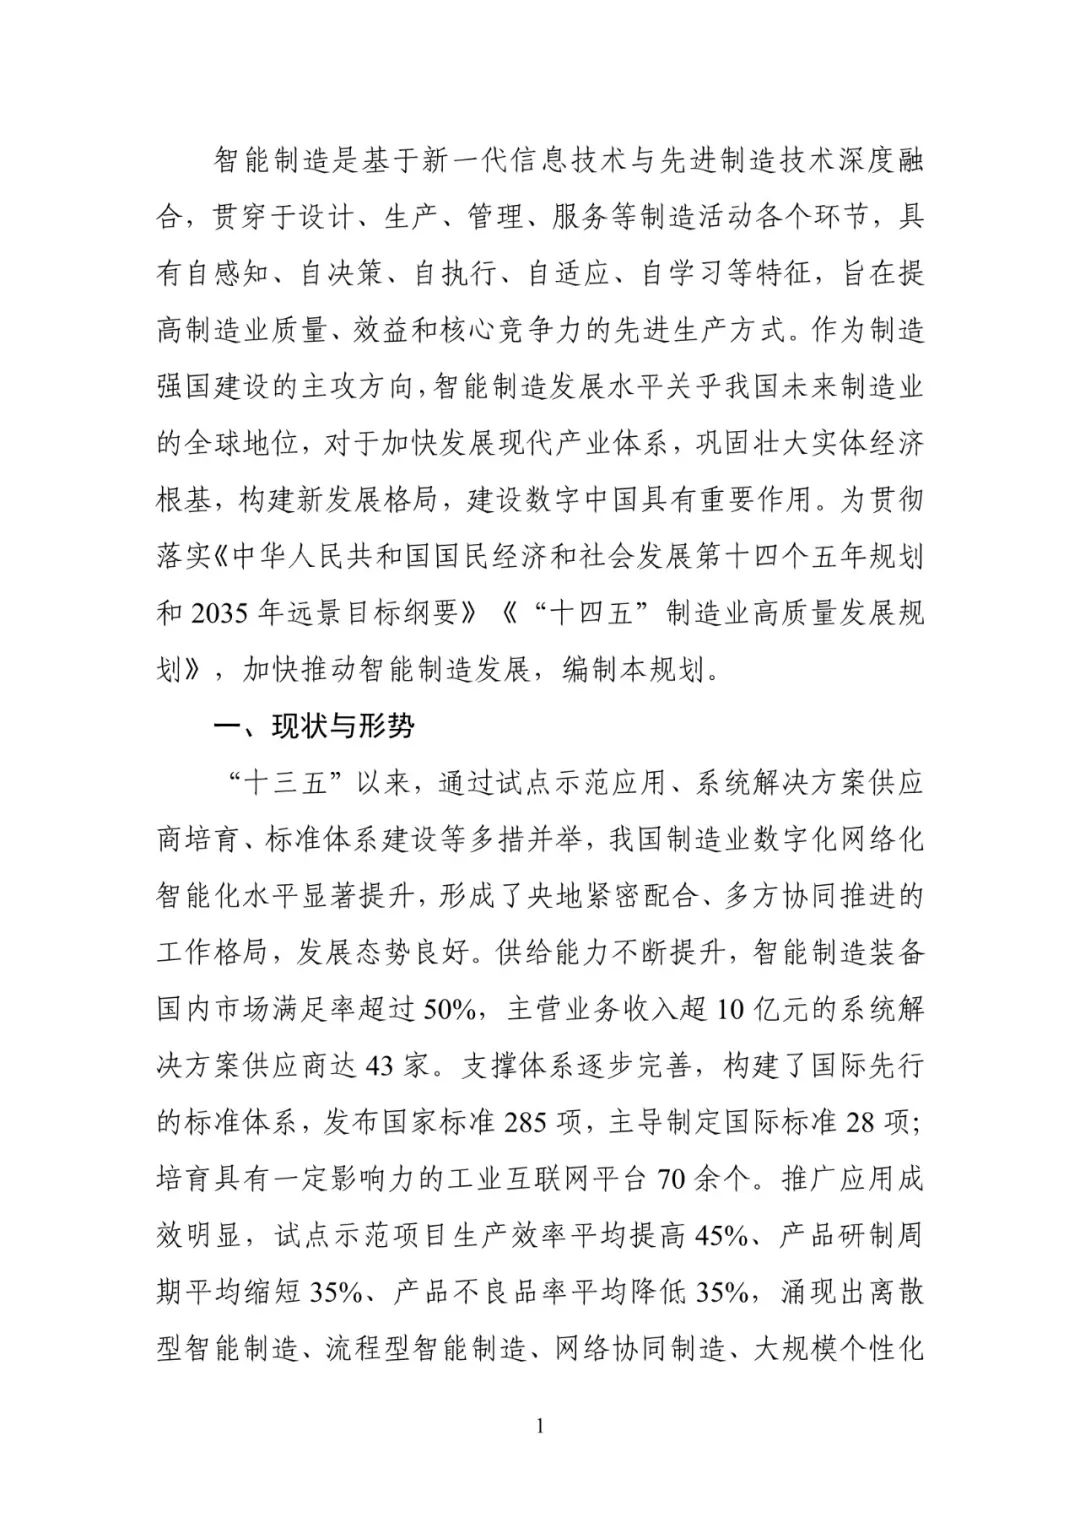 智能制造是基于新一代信息技术与先进制造技术深度融
合，贯穿于设计、生产、管理、服务等制造活动各个环节，具
有自感知、自决策、自执行、自适应、自学习等特征，旨在提
高制造业质量、效益和核心竞争力的先进生产方式。作为制造
强国建设的主攻方向，智能制造发展水平关乎我国未来制造业
的全球地位，对于加快发展现代产业体系，巩固壮大实体经济
根基，构建新发展格局，建设数字中国具有重要作用。为贯彻
落实《中华人民共和国国民经济和社会发展第十四个五年规划
和 2035 年远景目标纲要》《“十四五”制造业高质量发展规
划》，加快推动智能制造发展，编制本规划。
一、现状与形势
“十三五”以来，通过试点示范应用、系统解决方案供应
商培育、标准体系建设等多措并举，我国制造业数字化网络化
智能化水平显著提升，形成了央地紧密配合、多方协同推进的
工作格局，发展态势良好。供给能力不断提升，智能制造装备
国内市场满足率超过 50%，主营业务收入超 10 亿元的系统解
决方案供应商达 43 家。支撑体系逐步完善，构建了国际先行
的标准体系，发布国家标准 285 项，主导制定国际标准 28 项；
培育具有一定影响力的工业互联网平台 70 余个。推广应用成
效明显，试点示范项目生产效率平均提高 45%、产品研制周
期平均缩短 35%、产品不良品率平均降低 35%，涌现出离散
型智能制造、流程型智能制造、网络协同制造、大规模个性化
1